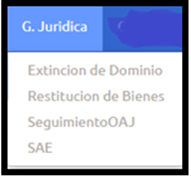 G. Juridica
Extincion de Dominio
Restitucion de Bienes
SeguimientoOAJ
SAE